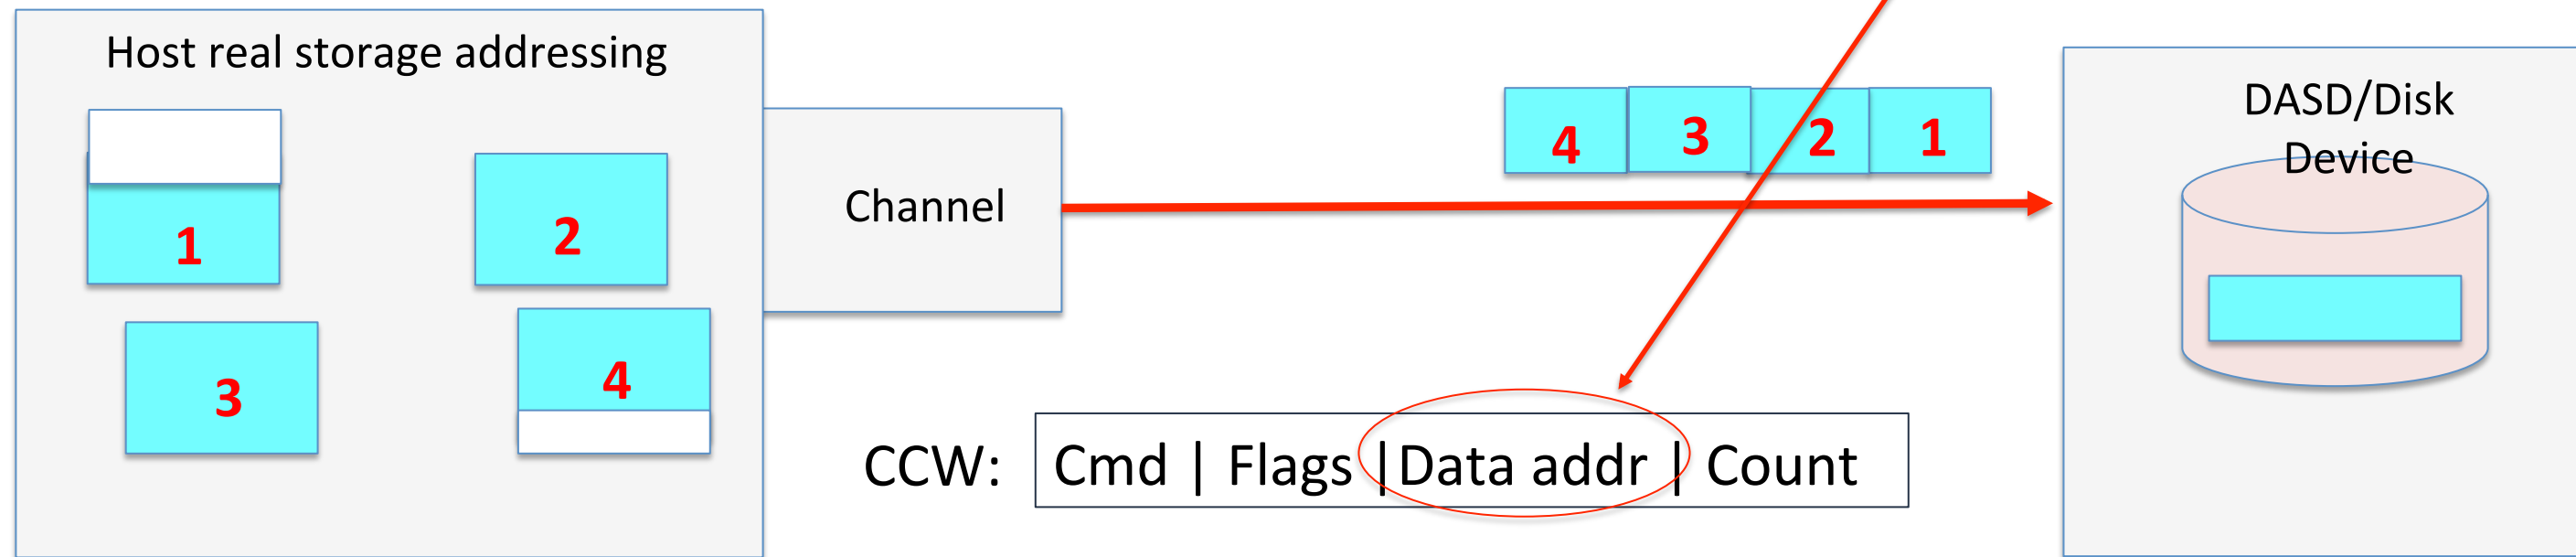 Host real storage addressing
1
2
3
4
Channel
4 3 2 1
DASD/Disk
Device
CCW: Cmd | Flags |Data addr | Count